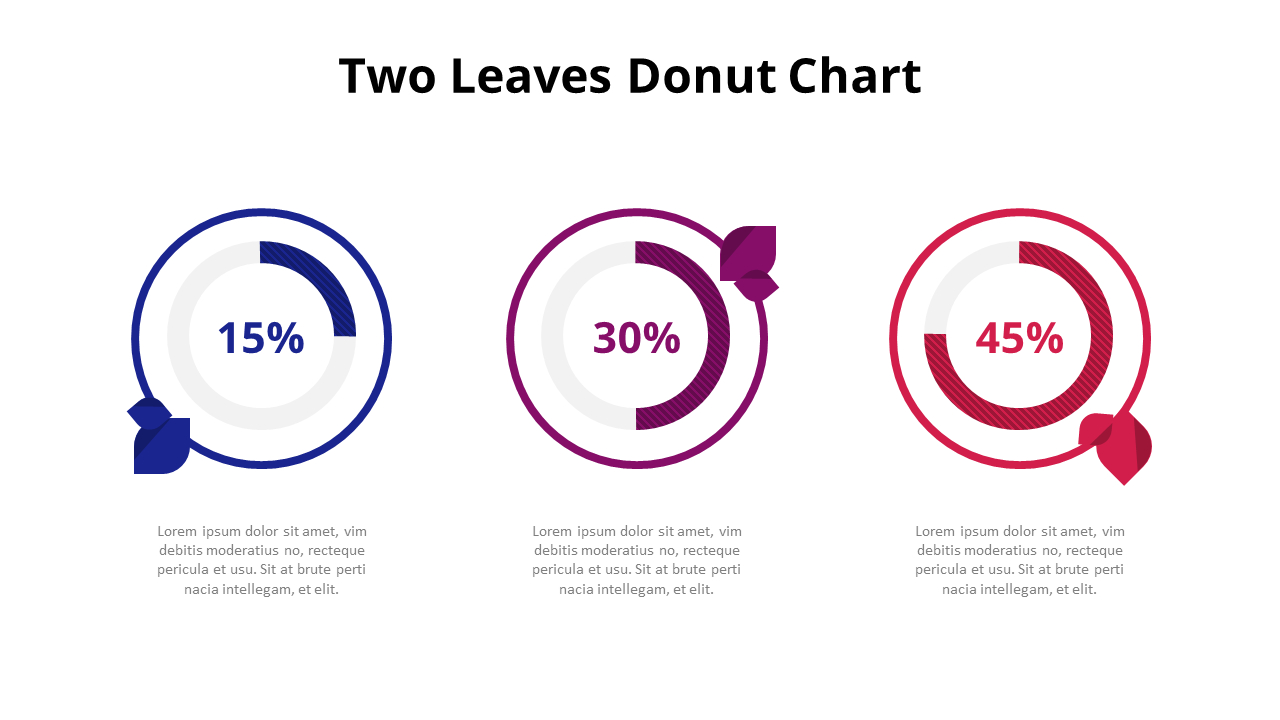 Two Leaves Donut Chart
15%
30%
45%
Lorem ipsum dolor sit amet, vim
debitis moderatius no, recteque
pericula et usu. Sit at brute perti
nacia intellegam, et elit.
Lorem ipsum dolor sit amet, vim
debitis moderatius no, recteque
pericula et usu. Sit at brute perti
nacia intellegam, et elit.
Lorem ipsum dolor sit amet, vim
debitis moderatius no, recteque
pericula et usu. Sit at brute perti
nacia intellegam, et elit.